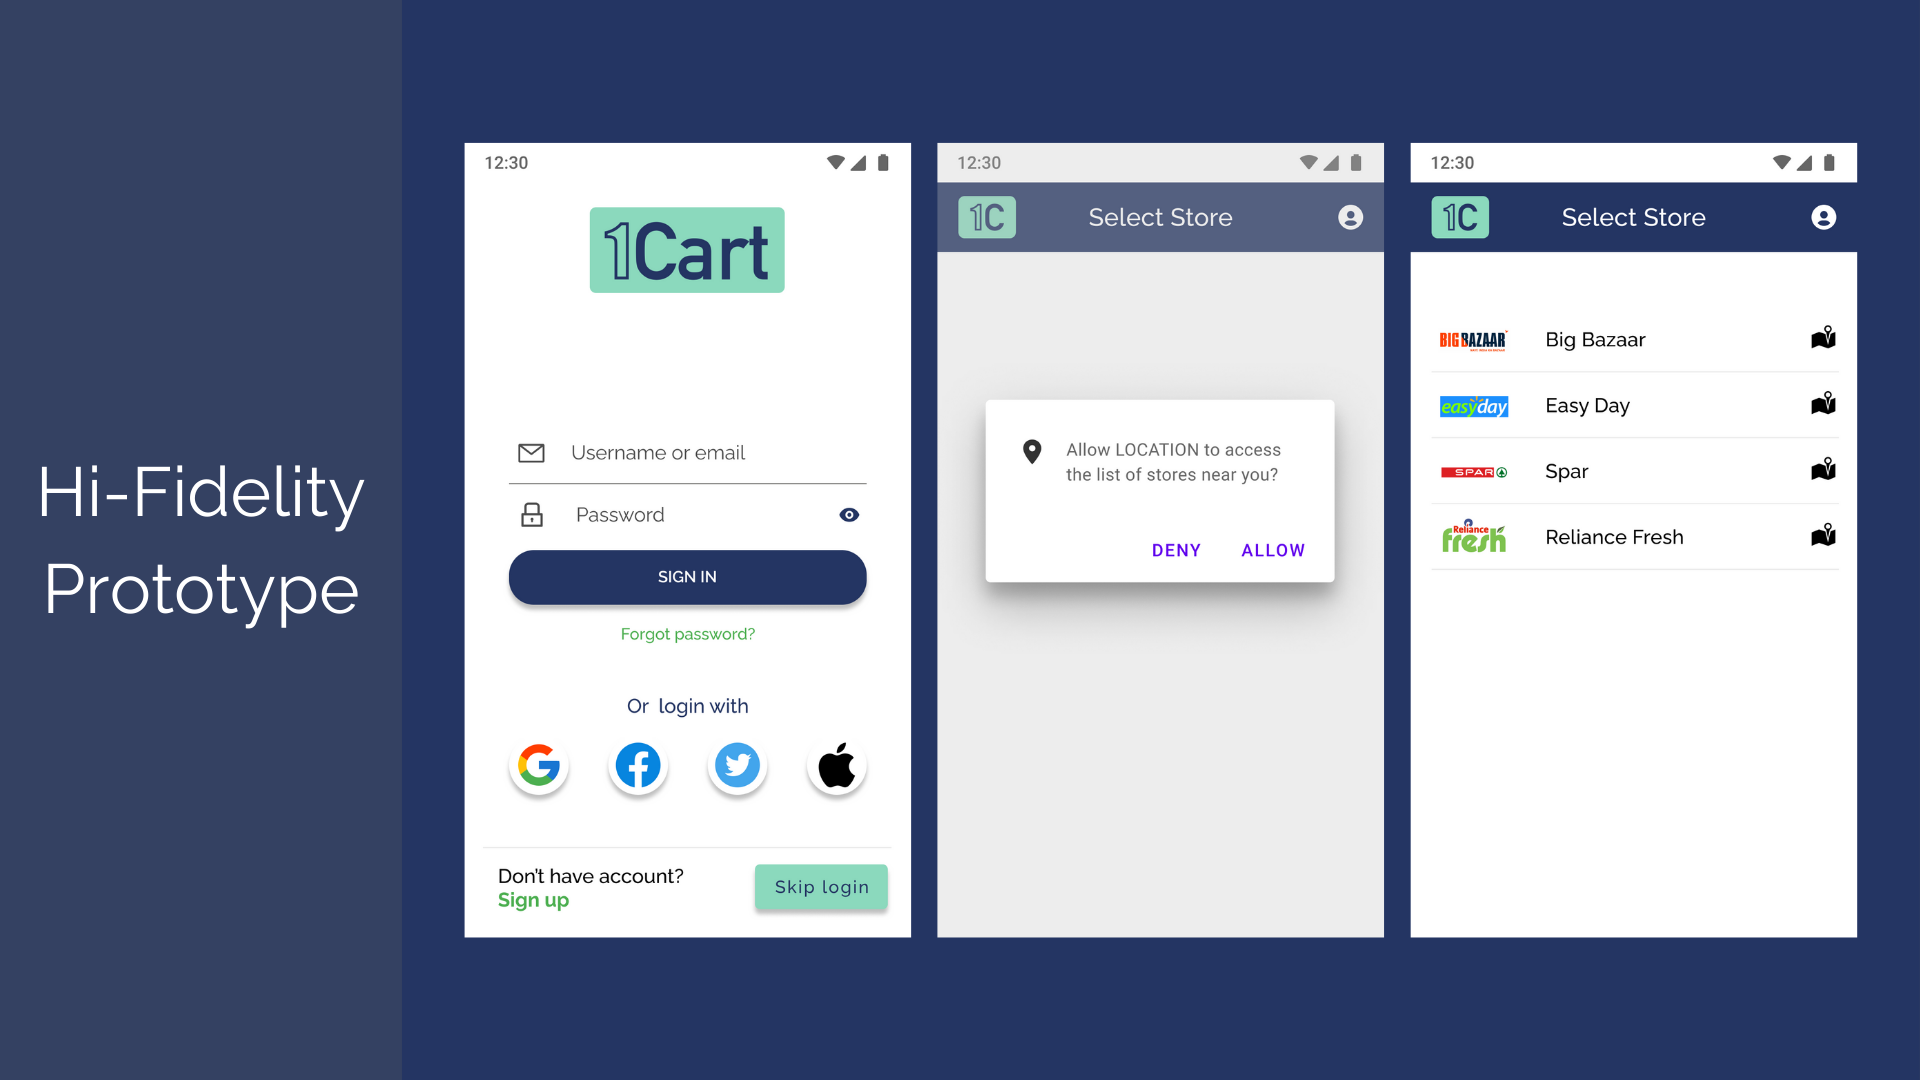 Hi-Fidelity
Prototype
12:30
1Cart
Username or email
Password
SIGN IN
Forgot password?
Or login with
Don't have account?
Sign up
Skip login
12:30
1C
Select Store
Allow LOCATION to access
the list of stores near you?
DENY
ALLOW
12:30
1C
Select Store
BIG BAZAAR
Big Bazaar
easyday
Easy Day
SPAR
Spar
Reliance
fresh
Reliance Fresh